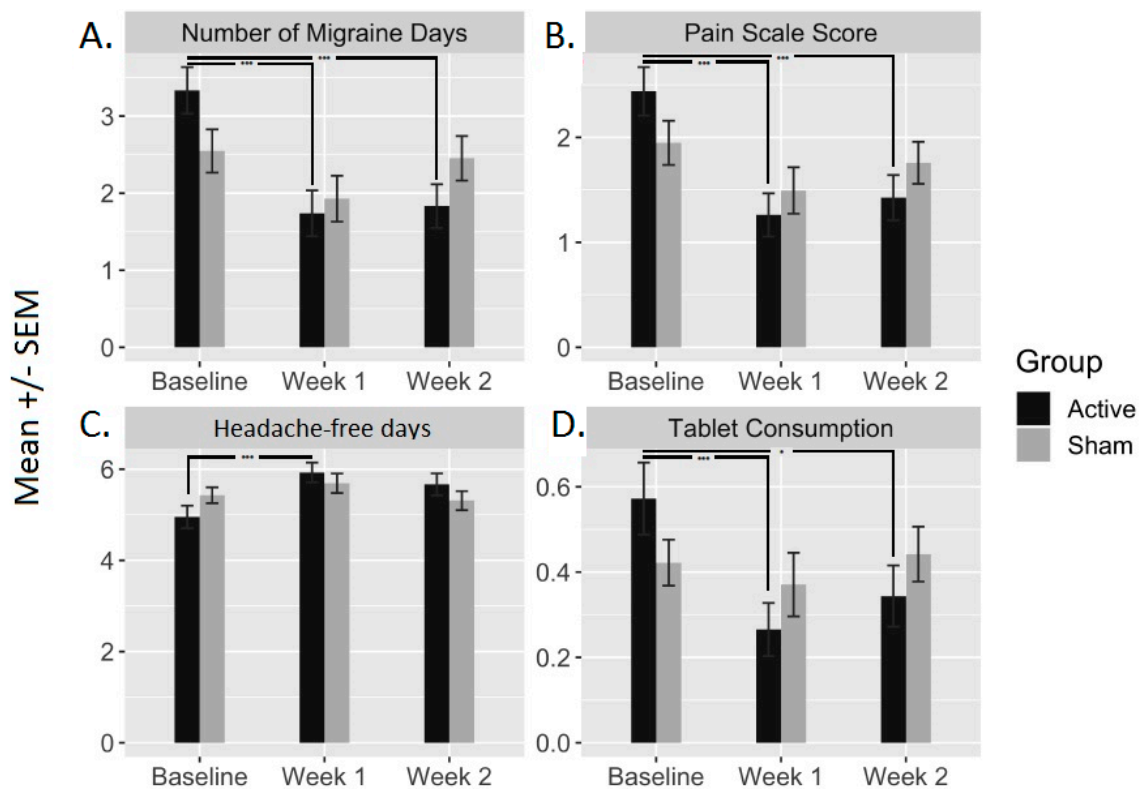 A.
Number of Migraine Days
*** ***
3
2
1
0
Baseline Week 1 Week 2
B.
Pain Scale Score
*** ***
2
1
0
Baseline Week 1 Week 2
C.
Headache-free days
***
6
4
2
0
Baseline Week 1 Week 2
D.
Tablet Consumption
*** *
0.6
0.4
0.2
0.0
Baseline Week 1 Week 2
Mean +/- SEM
Group
Active
Sham